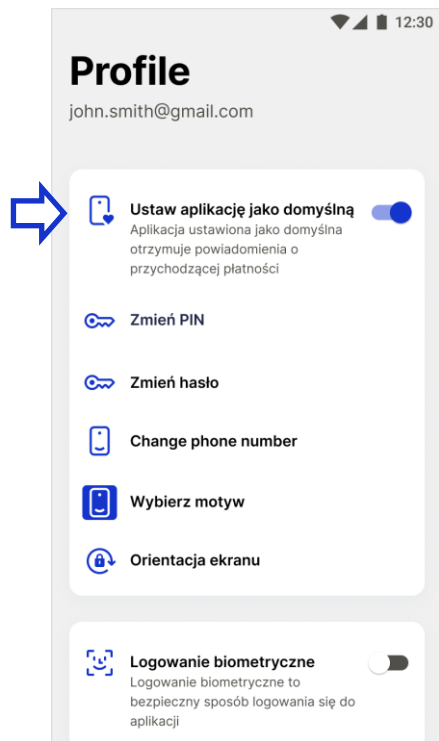 12:30
Profile
john.smith@gmail.com
Ustaw aplikację jako domyślną
Aplikacja ustawiona jako domyślna
otrzymuje powiadomienia o
przychodzącej płatności
Zmień PIN
Zmień hasło
Change phone number
Wybierz motyw
Orientacja ekranu
Logowanie biometryczne
Logowanie biometryczne to
bezpieczny sposób logowania się do
aplikacji